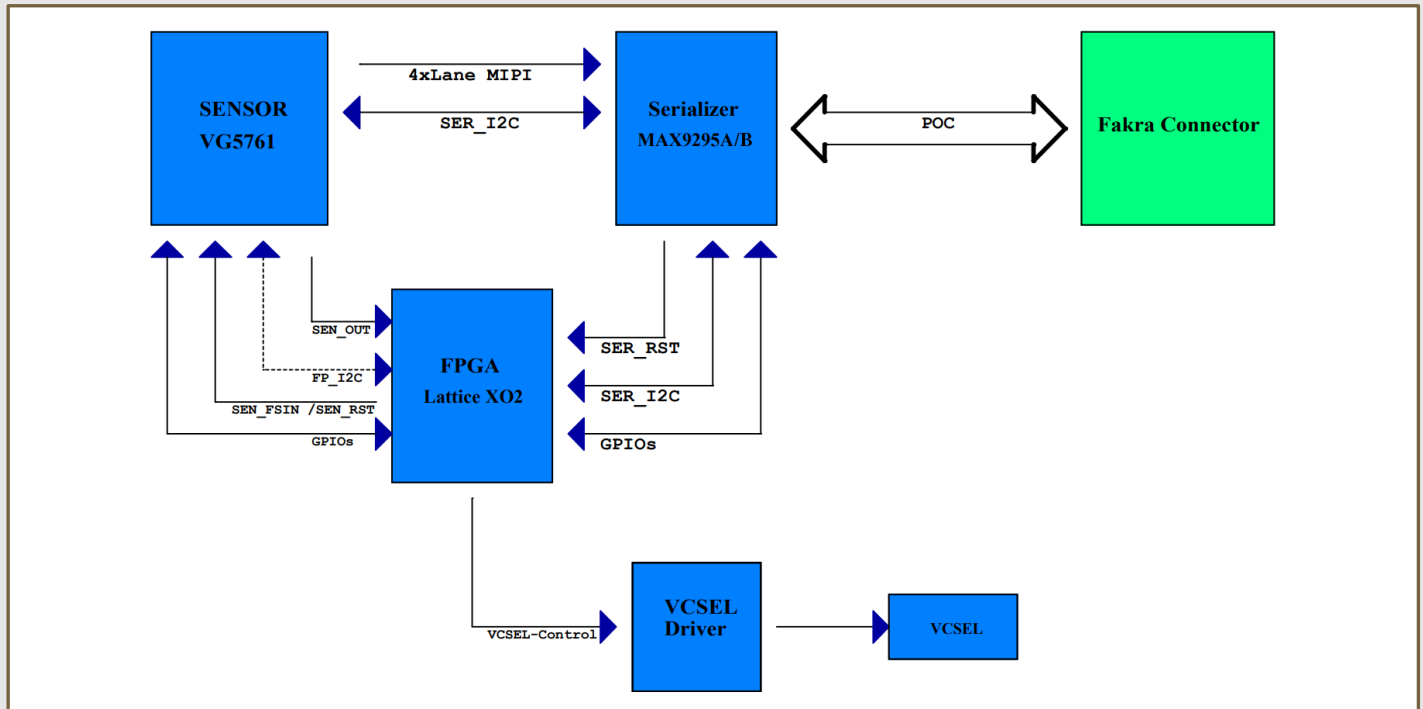 SENSOR
VG5761
4xLane MIPI
SER_I2C
Serializer
MAX9295A/B
POC
Fakra Connector
SEN_OUT
FP_I2C
SEN_FSIN /SEN_RST
GPIOs
FPGA
Lattice XO2
SER_RST
SER_I2C
GPIOs
VCSEL-Control
VCSEL
Driver
VCSEL